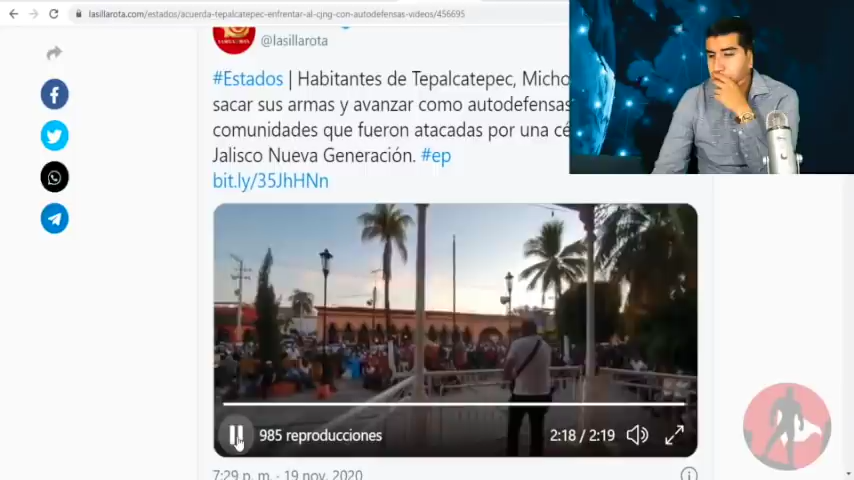 lasillarota.com/estados/acuerda-tepalcatepec-enfrentar-al-cjng-con-autodefensas-videos/456695
@lasillarota
#Estados | Habitantes de Tepalcatepec, Micho
sacar sus armas y avanzar como autodefensas
comunidades que fueron atacadas por una cé
Jalisco Nueva Generación. #ep
bit.ly/35JhHNn
985 reproducciones
2:18 / 2:19
7:29 p. m. · 19 nov. 2020